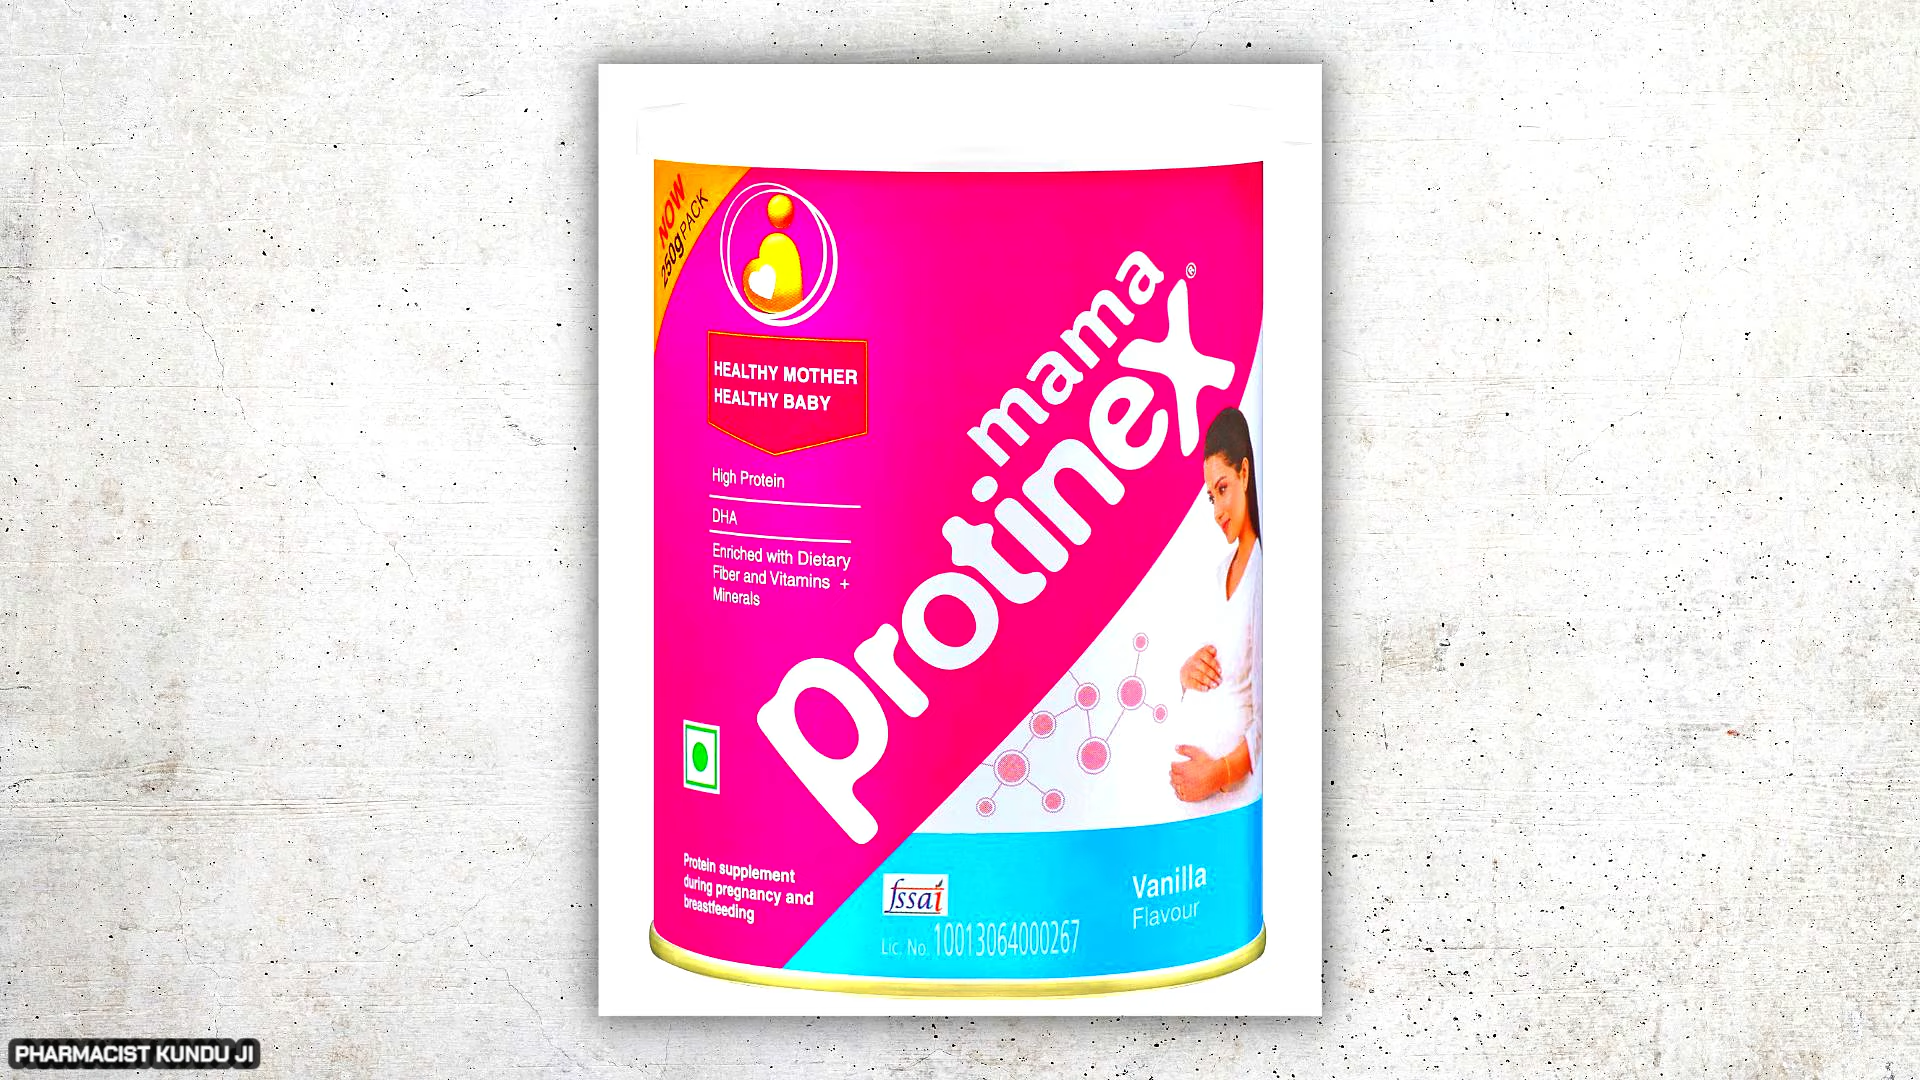 NOW
250g PACK
HEALTHY MOTHER
HEALTHY BABY
High Protein
DHA
Enriched with Dietary
Fiber and Vitamins +
Minerals
mama
protinex®
Protein supplement
during pregnancy and
breastfeeding
fssai
Lic. No. 10013064000267
Vanilla
Flavour
PHARMACIST KUNDU JI